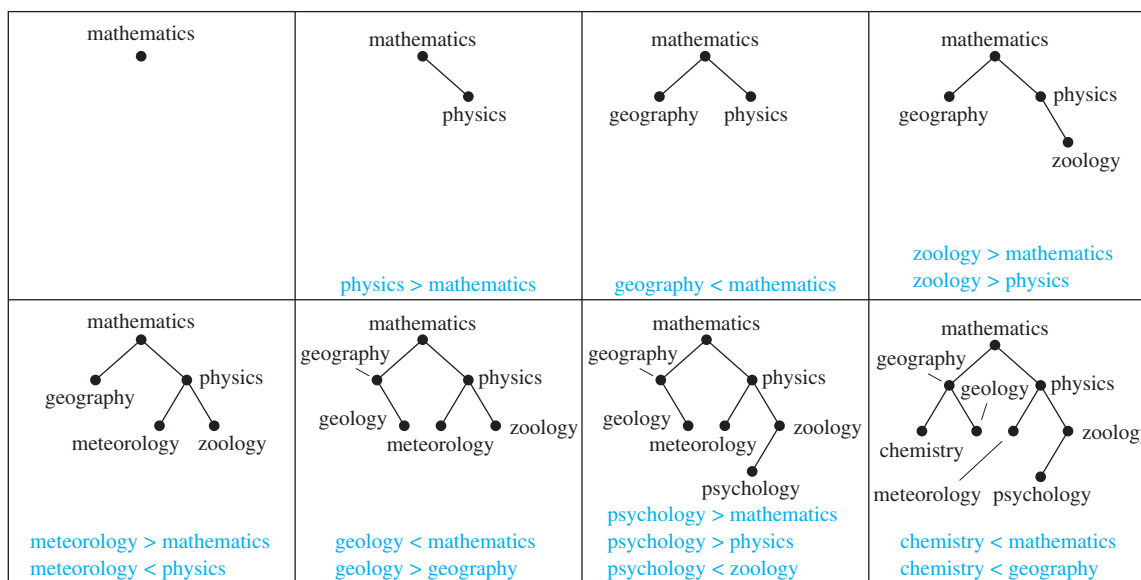 mathematics
mathematics
physics
physics > mathematics
mathematics
geography physics
geography < mathematics
mathematics
physics
geography
zoology
zoology > mathematics
zoology > physics
mathematics
physics
geography
meteorology zoology
meteorology > mathematics
meteorology < physics
mathematics
geography
physics
geology
zoology
meteorology
geology < mathematics
geology > geography
mathematics
geography
physics
geology
zoology
meteorology
psychology
psychology > mathematics
psychology > physics
psychology < zoology
mathematics
geography
geology
physics
zoology
chemistry
meteorology psychology
chemistry < mathematics
chemistry < geography